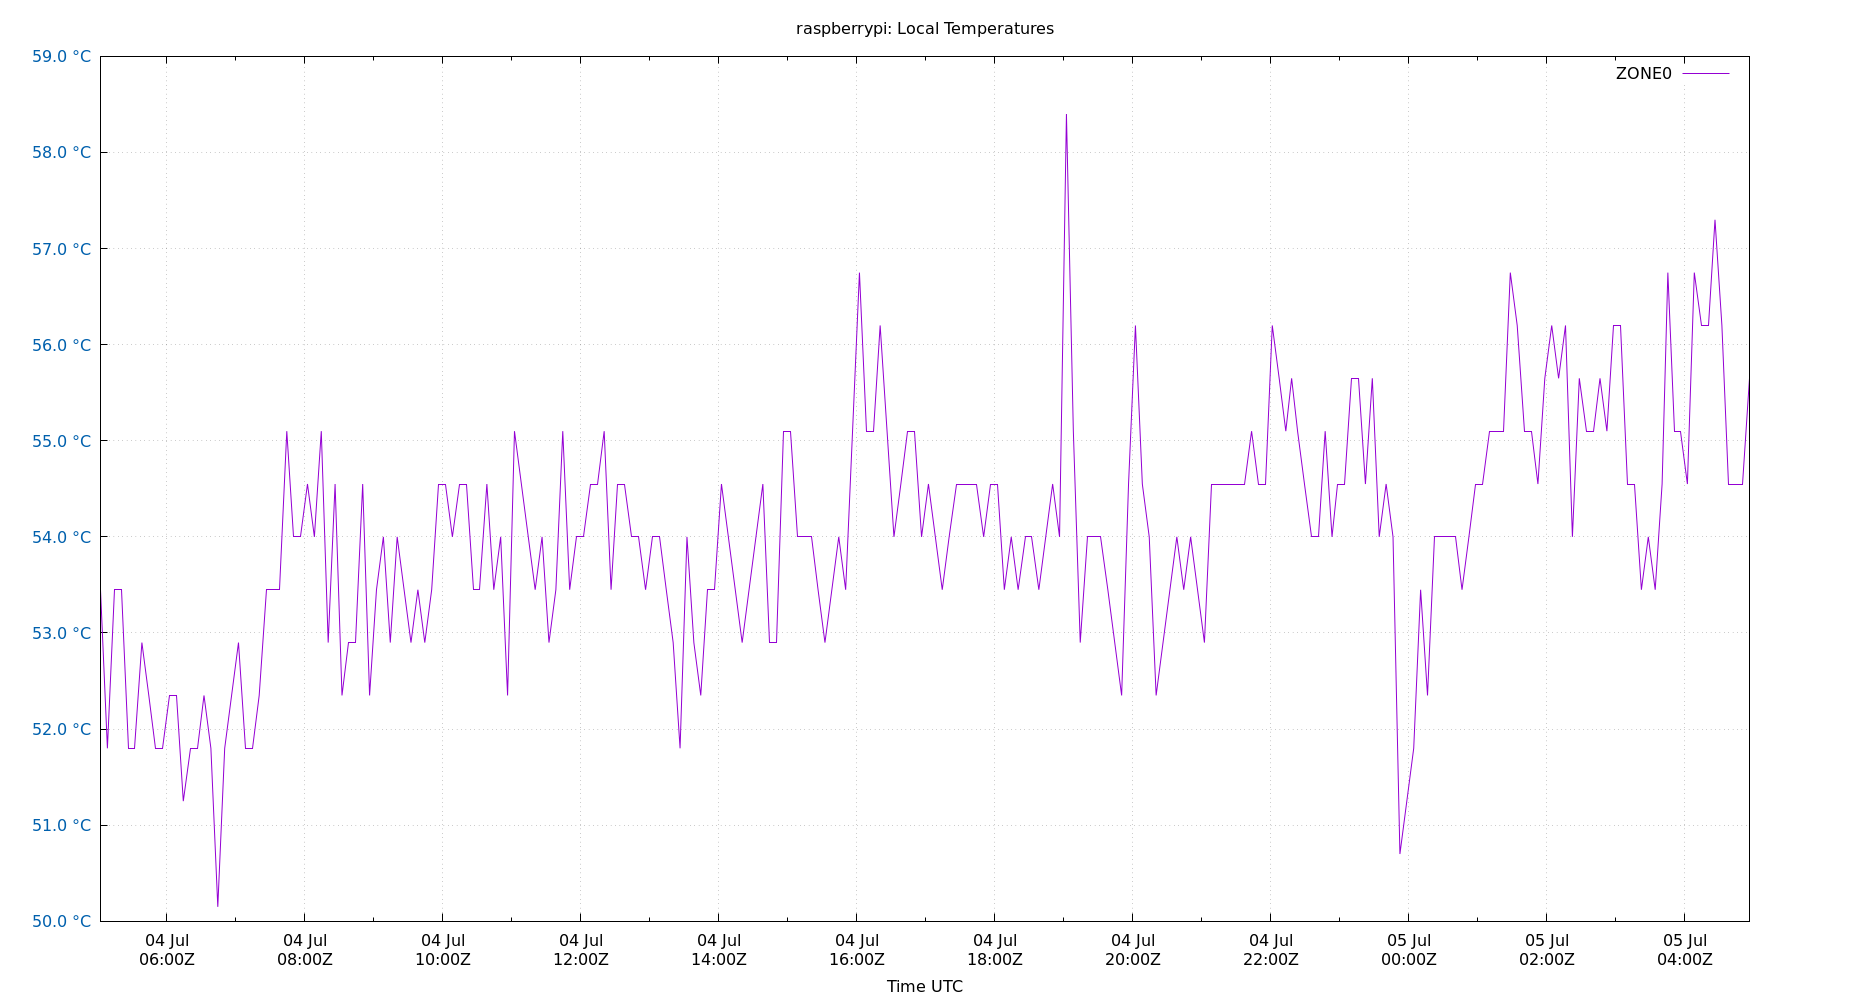 raspberrypi: Local Temperatures
59.0 °C
ZONE0
58.0 °C
57.0 °C
56.0 °C
55.0 °C
54.0 °C
53.0 °C
52.0 °C
51.0 °C
50.0 °C
04 Jul 04 Jul 04 Jul 04 Jul 04 Jul 04 Jul 04 Jul 04 Jul 04 Jul 05 Jul 05 Jul 05 Jul
06:00Z 08:00Z 10:00Z 12:00Z 14:00Z 16:00Z 18:00Z 20:00Z 22:00Z 00:00Z 02:00Z 04:00Z
Time UTC